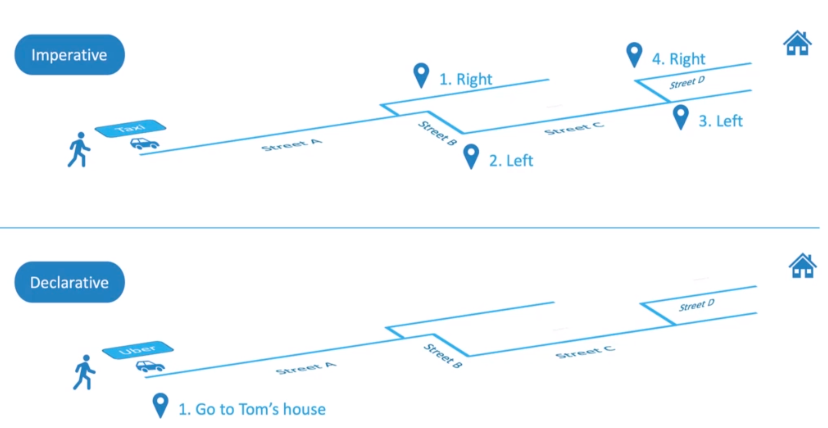 Imperative
1. Right
4. Right
Street D
Taxi
3. Left
Street B
Street C
Street A
2. Left
Declarative
Street D
Uber
Street B
Street C
Street A
1. Go to Tom's house